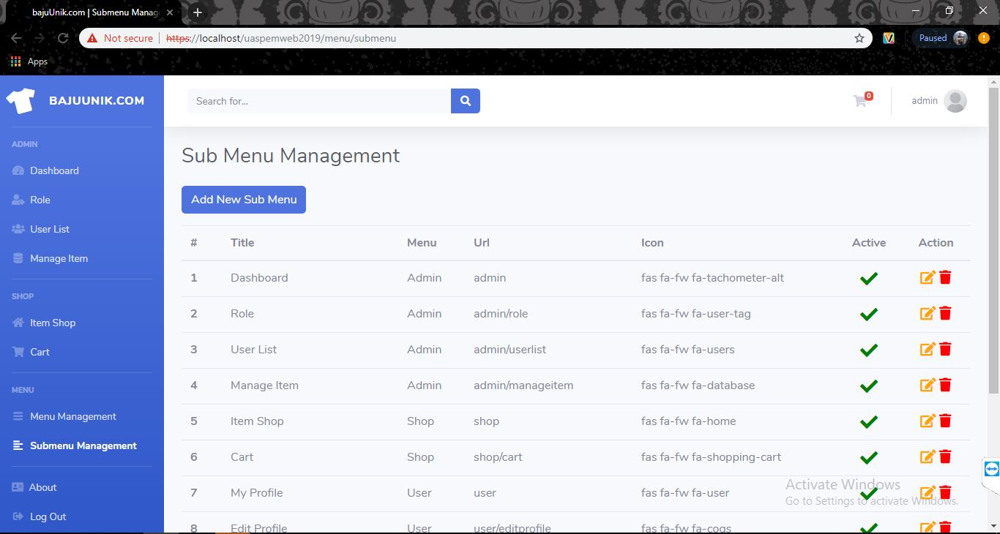 bajuUnik.com | Submenu Manag
Not secure | https://localhost/uaspemweb2019/menu/submenu
Paused
Apps
BAJUUNIK.COM
Search for...
0
admin
ADMIN
Dashboard
Role
User List
Manage Item
SHOP
Item Shop
Cart
MENU
Menu Management
Submenu Management
About
Log Out
Sub Menu Management
Add New Sub Menu
# Title Menu Url Icon Active Action
1 Dashboard Admin admin fas fa-fw fa-tachometer-alt
2 Role Admin admin/role fas fa-fw fa-user-tag
3 User List Admin admin/userlist fas fa-fw fa-users
4 Manage Item Admin admin/manageitem fas fa-fw fa-database
5 Item Shop Shop shop fas fa-fw fa-home
6 Cart Shop shop/cart fas fa-fw fa-shopping-cart
7 My Profile User user fas fa-fw fa-user
8 Edit Profile User user/editprofile fas fa-fw fa-cogs
Activate Windows
Go to Settings to activate Windows.